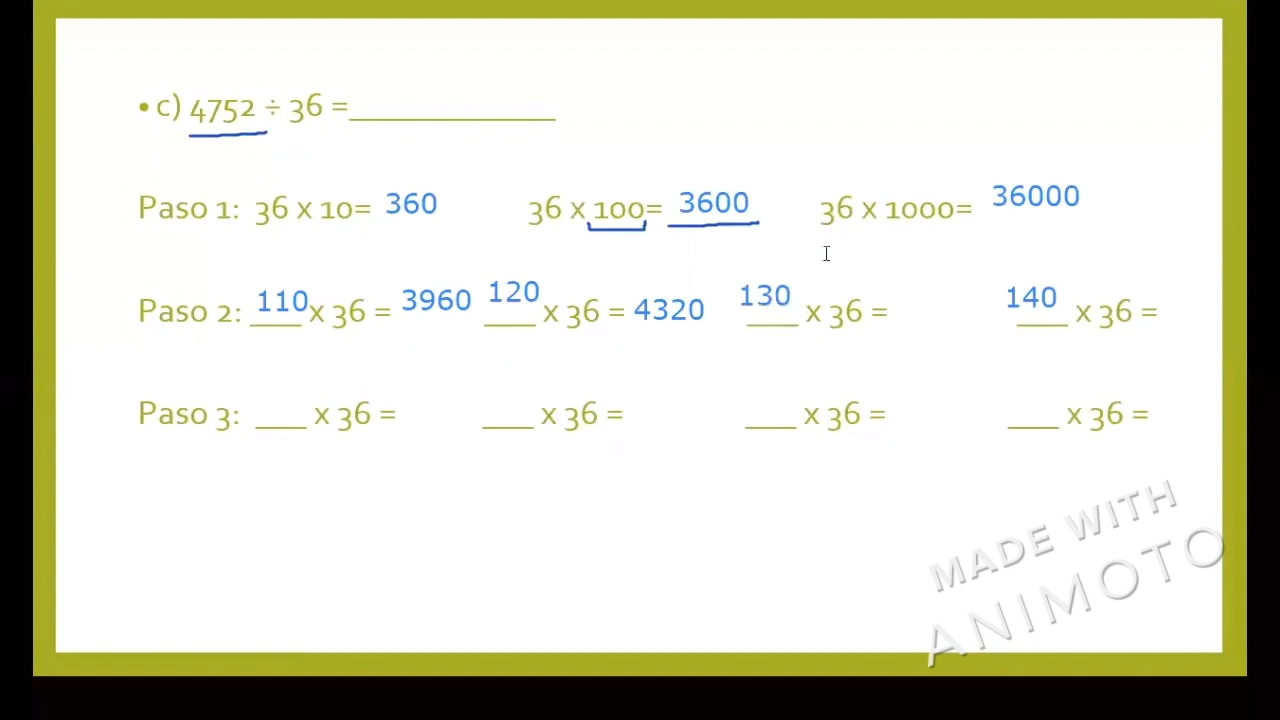 • c) 4752 ÷ 36 =_____________
Paso 1: 36 x 10= 360 36 x 100= 3600 36 x 1000= 36000
Paso 2: 110 x 36 = 3960 120 x 36 = 4320 130 x 36 = 140 x 36 =
Paso 3: ___ x 36 = ___ x 36 = ___ x 36 = ___ x 36 =
MADE WITH
ANIMOTO